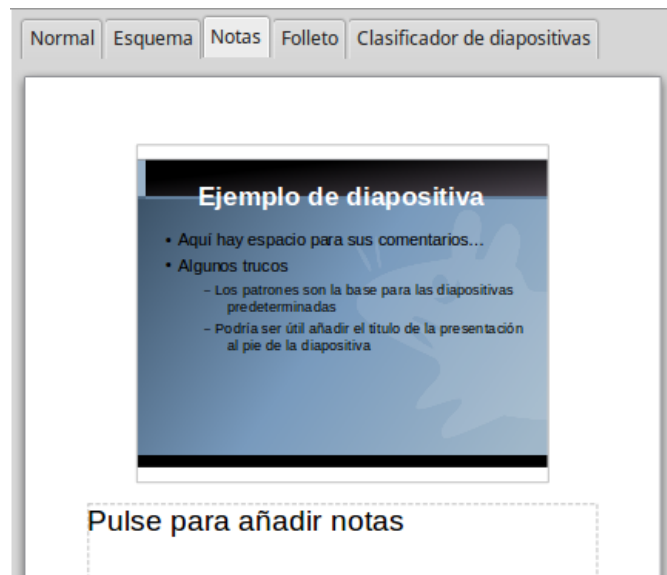 Normal Esquema Notas Folleto Clasificador de diapositivas
Ejemplo de diapositiva
• Aquí hay espacio para sus comentarios...
• Algunos trucos
– Los patrones son la base para las diapositivas
predeterminadas
– Podría ser útil añadir el título de la presentación
al pie de la diapositiva
Pulse para añadir notas